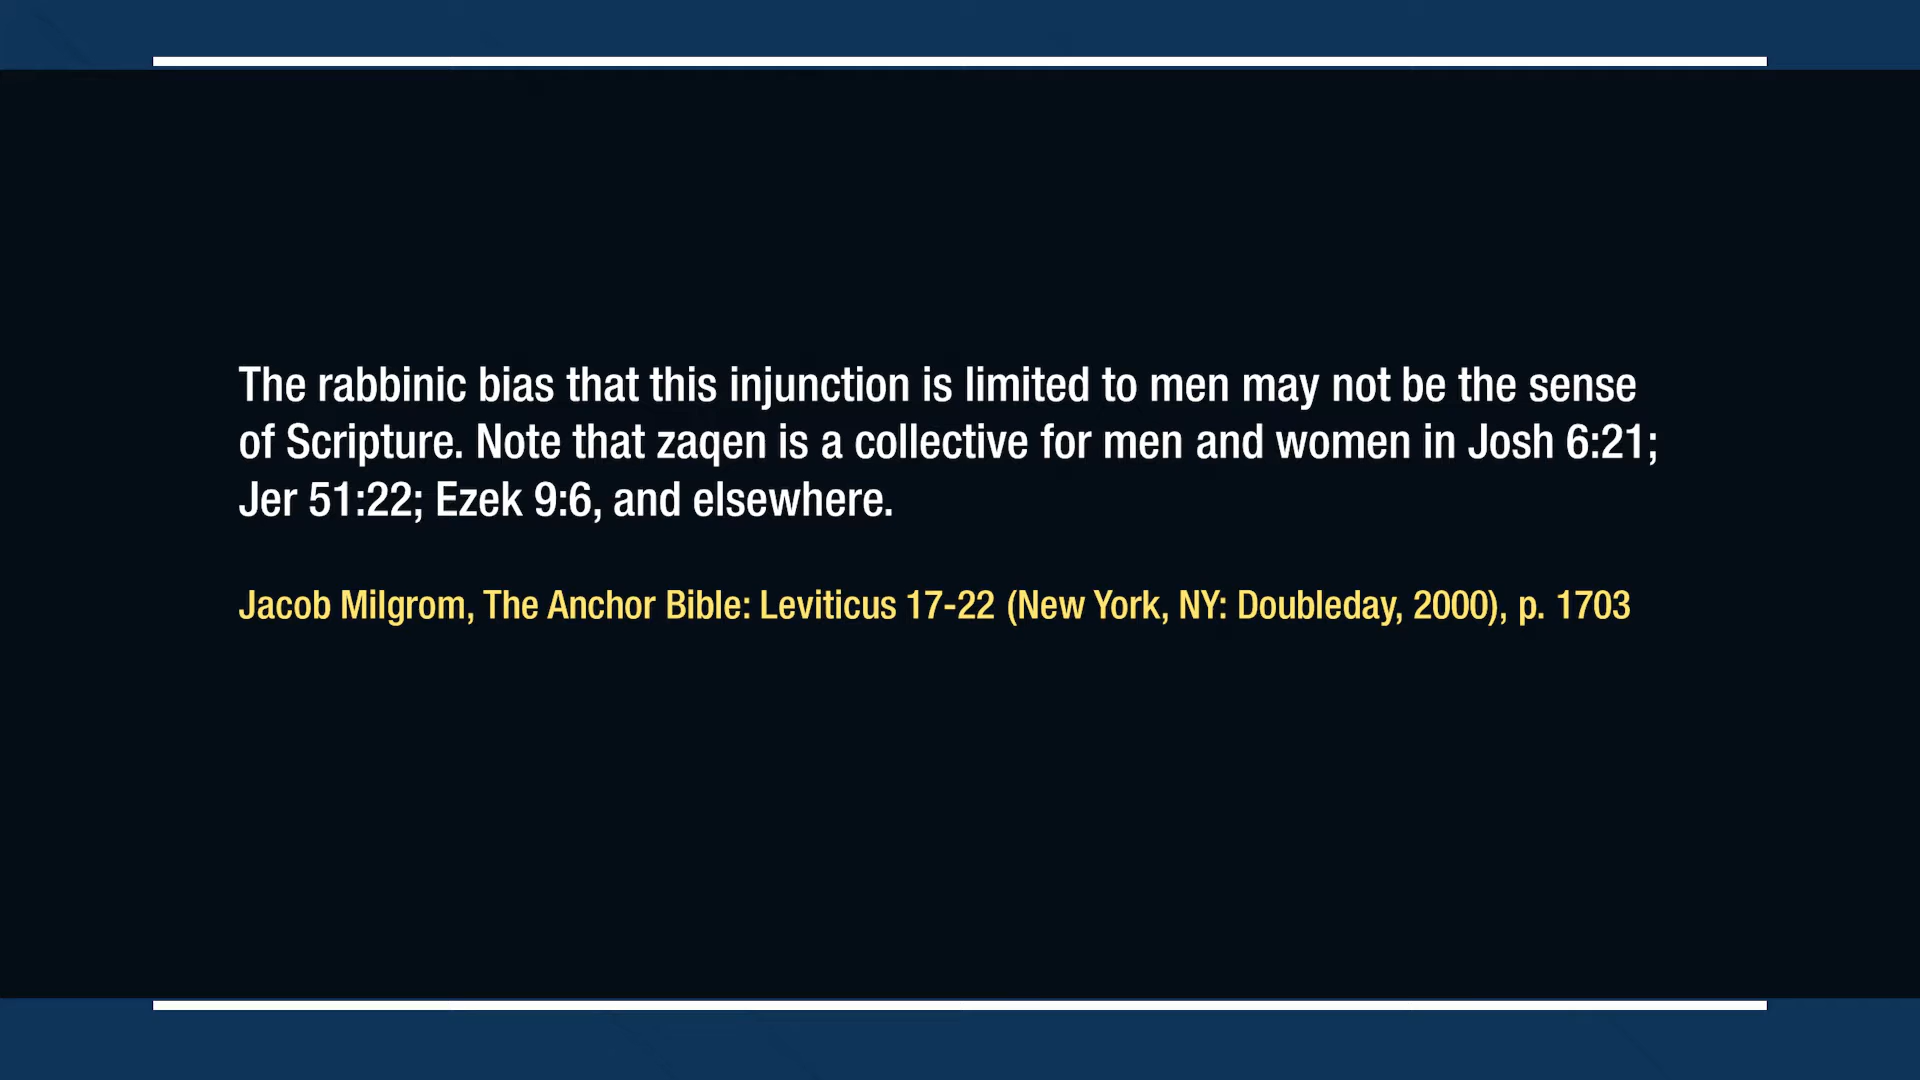 The rabbinic bias that this injunction is limited to men may not be the sense
of Scripture. Note that zaqen is a collective for men and women in Josh 6:21;
Jer 51:22; Ezek 9:6, and elsewhere.
Jacob Milgrom, The Anchor Bible: Leviticus 17-22 (New York, NY: Doubleday, 2000), p. 1703